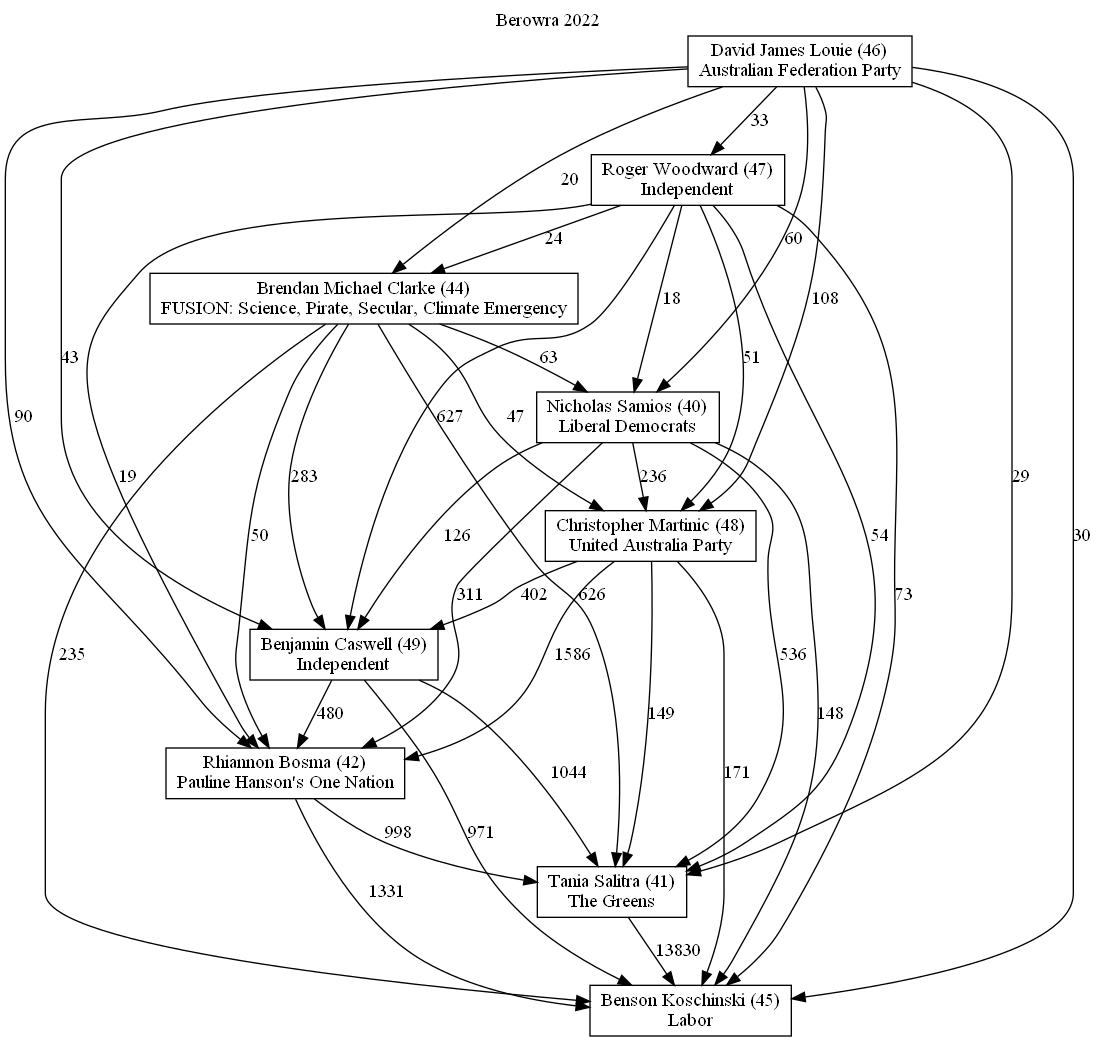 Berowra 2022
David James Louie (46)
Australian Federation Party
33
Roger Woodward (47)
Independent
20
24
60
Brendan Michael Clarke (44)
FUSION: Science, Pirate, Secular, Climate Emergency
18
108
43
63
51
90
627
47
Nicholas Samios (40)
Liberal Democrats
19
283
236
29
Christopher Martinic (48)
United Australia Party
50
126
54
30
311
402
626
73
Benjamin Caswell (49)
Independent
235
1586
536
480
149
148
Rhiannon Bosma (42)
Pauline Hanson's One Nation
1044
171
998
971
Tania Salitra (41)
The Greens
1331
13830
Benson Koschinski (45)
Labor